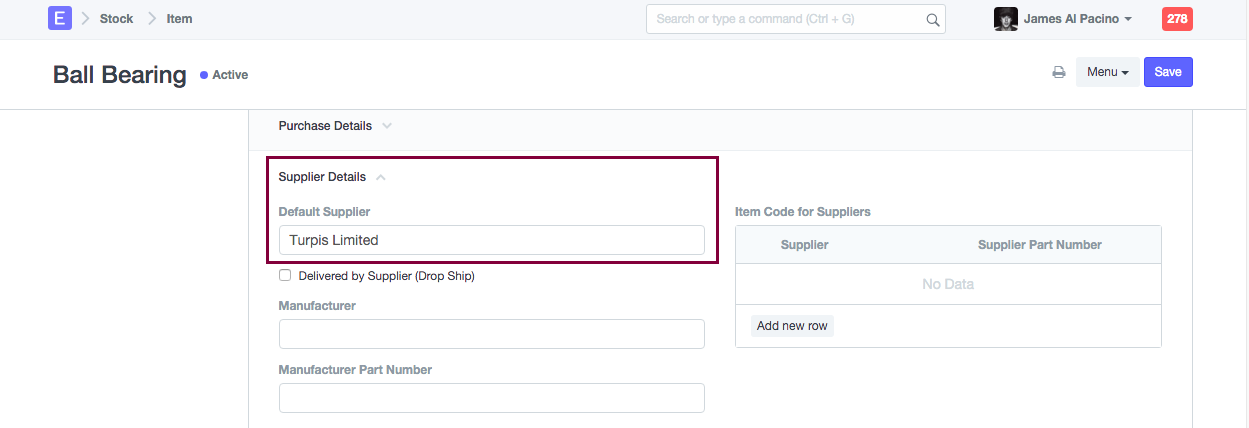 E Stock Item Search or type a command (Ctrl + G) James Al Pacino 278
Ball Bearing Active Menu Save
Purchase Details
Supplier Details
Default Supplier
Turpis Limited
Delivered by Supplier (Drop Ship)
Manufacturer
Manufacturer Part Number
Item Code for Suppliers
Supplier Supplier Part Number
No Data
Add new row